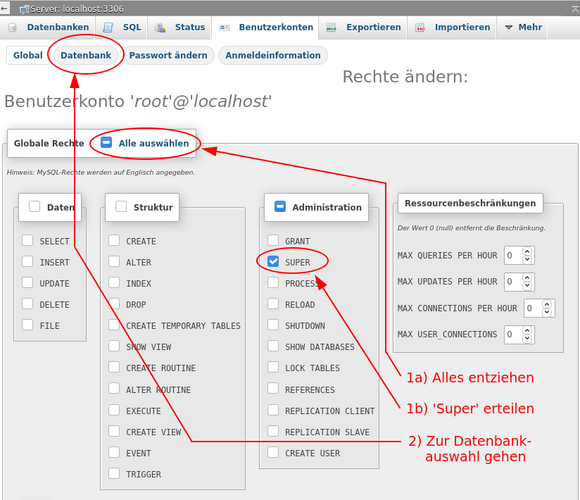 Server: localhost:3306
Datenbanken SQL Status Benutzerkonten Exportieren Importieren Mehr
Global Datenbank Passwort ändern Anmeldeinformation
Rechte ändern:
Benutzerkonto 'root'@'localhost'
Globale Rechte Alle auswählen
Hinweis: MySQL-Rechte werden auf Englisch angegeben.
Daten
SELECT
INSERT
UPDATE
DELETE
FILE
Struktur
CREATE
ALTER
INDEX
DROP
CREATE TEMPORARY TABLES
SHOW VIEW
CREATE ROUTINE
ALTER ROUTINE
EXECUTE
CREATE VIEW
EVENT
TRIGGER
Administration
GRANT
SUPER
PROCESS
RELOAD
SHUTDOWN
SHOW DATABASES
LOCK TABLES
REFERENCES
REPLICATION CLIENT
REPLICATION SLAVE
CREATE USER
Ressourcenbeschränkungen
Der Wert 0 (null) entfernt die Beschränkung.
MAX QUERIES PER HOUR 0
MAX UPDATES PER HOUR 0
MAX CONNECTIONS PER HOUR 0
MAX USER_CONNECTIONS 0
1a) Alles entziehen
1b) 'Super' erteilen
2) Zur Datenbank-
auswahl gehen